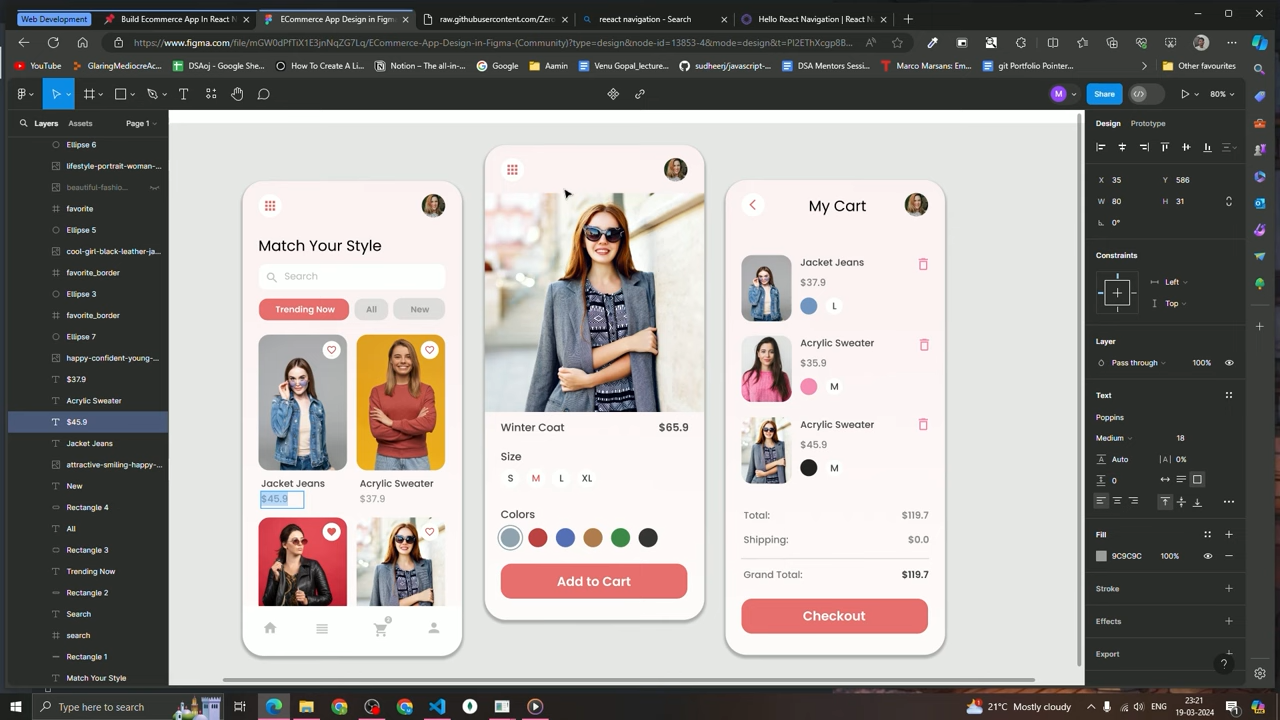 Web Development
Build Ecommerce App In React N
ECommerce App Design in Figm
raw.githubusercontent.com/Zero
reeact navigation - Search
Hello React Navigation | React N
https://www.figma.com/file/mGW0dPfTiX1E3jnNqZG7Lq/ECommerce-App-Design-in-Figma-(Community)?type=design&node-id=13853-4&mode=design&t=PI2EThXcgp8B...
YouTube
GlaringMediocreAc...
DSAoj - Google She...
How To Create A Li...
Notion – The all-in-...
Google
Aamin
Venu Gopal_lecture...
sudheerj/javascript-...
DSA Mentors Sessi...
Marco Marsans: Em...
git Portfolio Pointer...
Other favourites
M
Share
80%
Layers
Assets
Page 1
Ellipse 6
lifestyle-portrait-woman-...
beautiful-fashio...
favorite
Ellipse 5
cool-girl-black-leather-ja...
favorite_border
Ellipse 3
favorite_border
Ellipse 7
happy-confident-young-...
$37.9
Acrylic Sweater
$45.9
Jacket Jeans
attractive-smiling-happy-...
New
Rectangle 4
All
Rectangle 3
Trending Now
Rectangle 2
Search
search
Rectangle 1
Match Your Style
Match Your Style
Search
Trending Now
All
New
Jacket Jeans
$45.9
Acrylic Sweater
$37.9
Winter Coat
$65.9
Size
S
M
L
XL
Colors
Add to Cart
My Cart
Jacket Jeans
$37.9
L
Acrylic Sweater
$35.9
M
Acrylic Sweater
$45.9
M
Total:
$119.7
Shipping:
$0.0
Grand Total:
$119.7
Checkout
Design
Prototype
X 35
Y 586
W 80
H 31
0°
Constraints
Left
Top
Layer
Pass through
100%
Text
Poppins
Medium
18
Auto
0%
0
Fill
9C9C9C
100%
Stroke
Effects
Export
?
Type here to search
21°C Mostly cloudy
ENG
23:21
19-03-2024